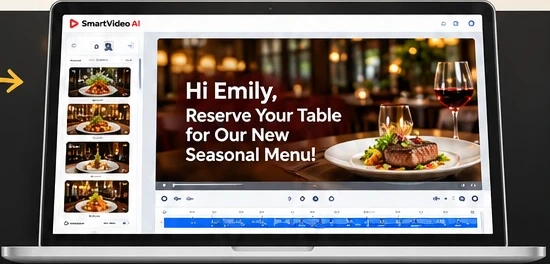 SmartVideo AI
Hi Emily,
Reserve Your Table
for Our New
Seasonal Menu!